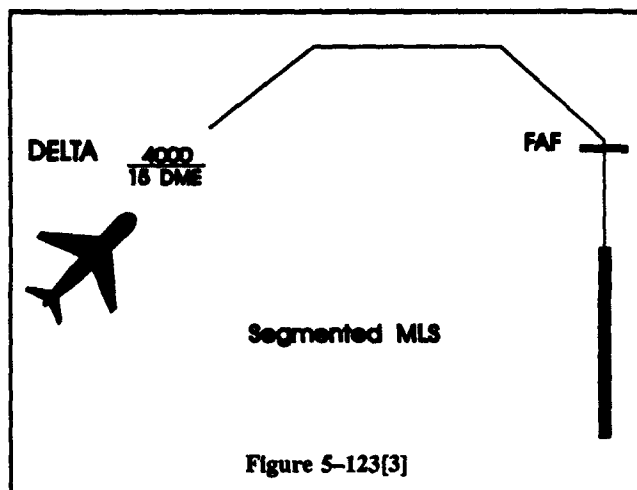 DELTA
4000
15 DME
FAF
Segmented MLS
Figure 5–123[3]